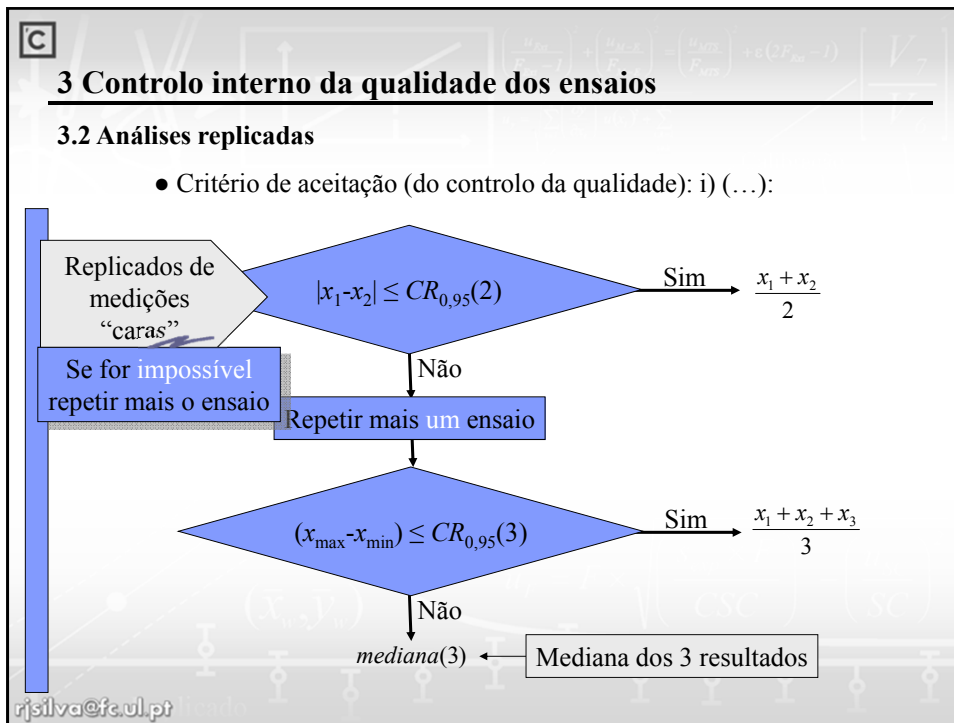 C
3 Controlo interno da qualidade dos ensaios
3.2 Análises replicadas
● Critério de aceitação (do controlo da qualidade): i) (…):
Replicados de
medições
“caras”
|x₁-x₂| ≤ CR₀,₉₅(2)
Sim
x₁ + x₂
2
Não
Se for impossível
repetir mais o ensaio
Repetir mais um ensaio
(xmax-xmin) ≤ CR₀,₉₅(3)
Sim
x₁ + x₂ + x₃
3
Não
mediana(3)
Mediana dos 3 resultados
rjsilva@fc.ul.pt